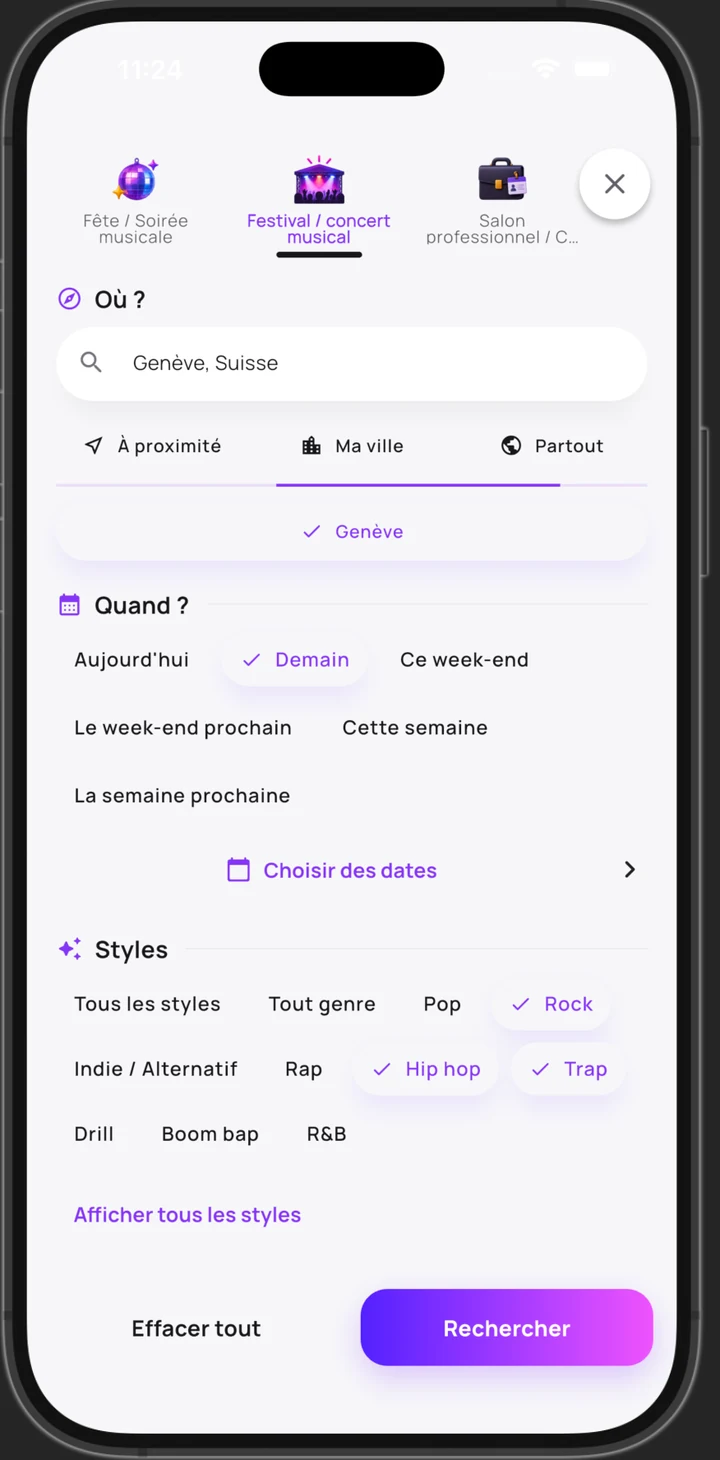 11:24
Fête / Soirée
musicale
Festival / concert
musical
Salon
professionnel / C...
Où ?
Genève, Suisse
À proximité
Ma ville
Partout
Genève
Quand ?
Aujourd'hui
Demain
Ce week-end
Le week-end prochain
Cette semaine
La semaine prochaine
Choisir des dates
Styles
Tous les styles
Tout genre
Pop
Rock
Indie / Alternatif
Rap
Hip hop
Trap
Drill
Boom bap
R&B
Afficher tous les styles
Effacer tout
Rechercher